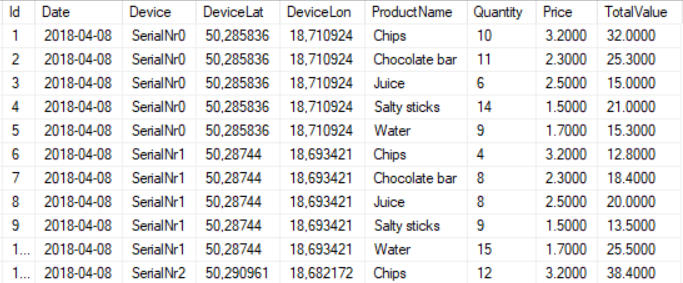 Id Date Device DeviceLat DeviceLon ProductName Quantity Price TotalValue
1 2018-04-08 SerialNr0 50,285836 18,710924 Chips 10 3.2000 32.0000
2 2018-04-08 SerialNr0 50,285836 18,710924 Chocolate bar 11 2.3000 25.3000
3 2018-04-08 SerialNr0 50,285836 18,710924 Juice 6 2.5000 15.0000
4 2018-04-08 SerialNr0 50,285836 18,710924 Salty sticks 14 1.5000 21.0000
5 2018-04-08 SerialNr0 50,285836 18,710924 Water 9 1.7000 15.3000
6 2018-04-08 SerialNr1 50,28744 18,693421 Chips 4 3.2000 12.8000
7 2018-04-08 SerialNr1 50,28744 18,693421 Chocolate bar 8 2.3000 18.4000
8 2018-04-08 SerialNr1 50,28744 18,693421 Juice 8 2.5000 20.0000
9 2018-04-08 SerialNr1 50,28744 18,693421 Salty sticks 9 1.5000 13.5000
1... 2018-04-08 SerialNr1 50,28744 18,693421 Water 15 1.7000 25.5000
1... 2018-04-08 SerialNr2 50,290961 18,682172 Chips 12 3.2000 38.4000